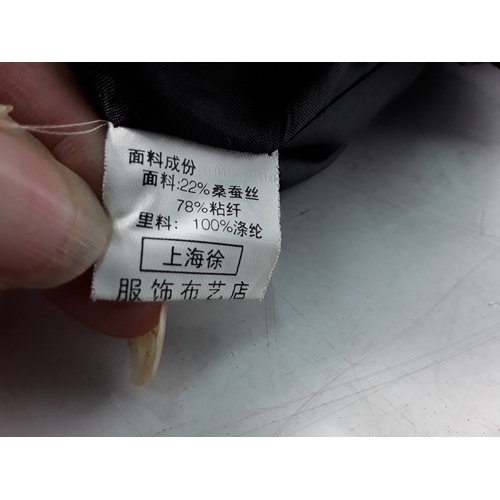 面料成份
面料:22%桑蚕丝
78%粘纤
里料: 100%涤纶
上海徐
服饰布艺店